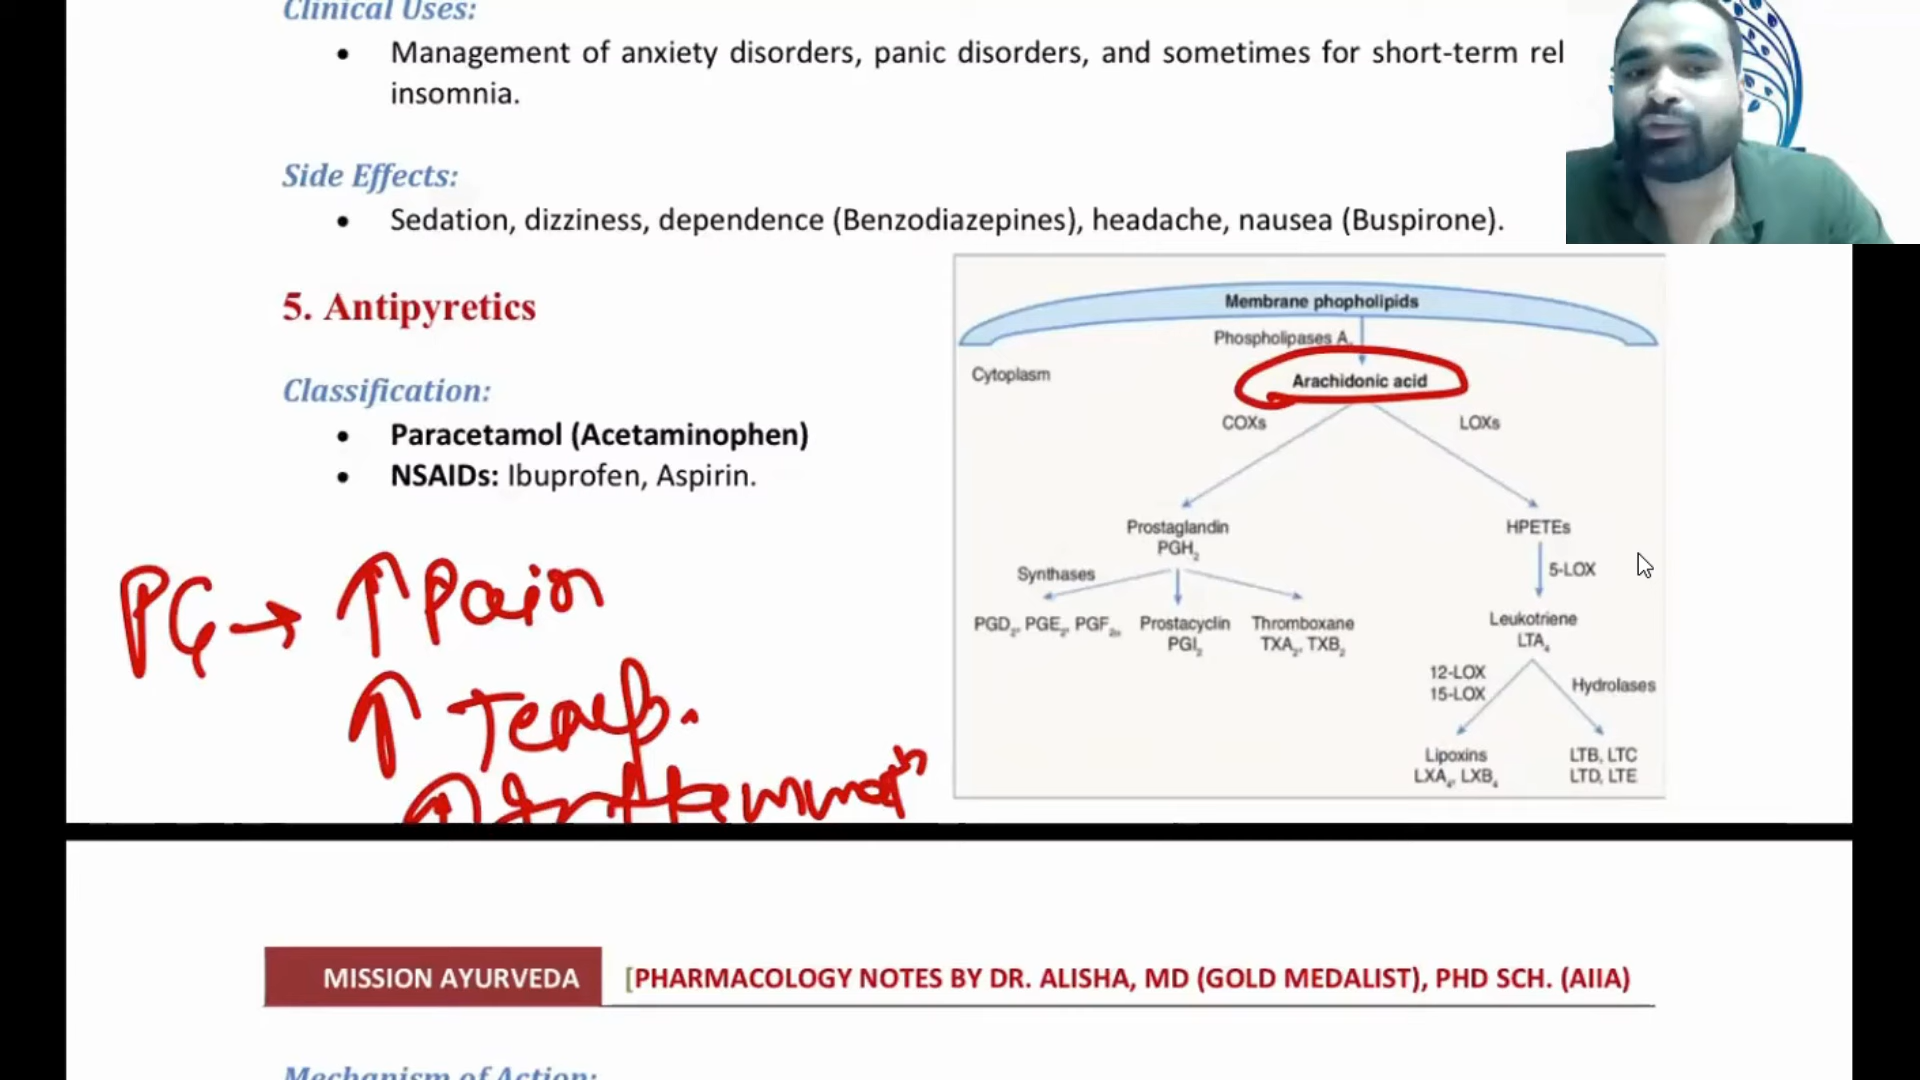 Clinical Uses:
• Management of anxiety disorders, panic disorders, and sometimes for short-term rel
insomnia.
Side Effects:
• Sedation, dizziness, dependence (Benzodiazepines), headache, nausea (Buspirone).
5. Antipyretics
Classification:
• Paracetamol (Acetaminophen)
• NSAIDs: Ibuprofen, Aspirin.
PG → ↑ Pain
↑ Temp.
Membrane phopholipids
Phospholipases A
Cytoplasm
Arachidonic acid
COXs
LOXs
Prostaglandin
PGH₂
HPETEs
Synthases
5-LOX
PGD₂, PGE₂, PGF₂α
Prostacyclin
PGI₂
Thromboxane
TXA₂, TXB₂
Leukotriene
LTA₄
12-LOX
15-LOX
Hydrolases
Lipoxins
LXA₄, LXB₄
LTB, LTC
LTD, LTE
MISSION AYURVEDA [PHARMACOLOGY NOTES BY DR. ALISHA, MD (GOLD MEDALIST), PHD SCH. (AIIA)
Mechanism of Action: